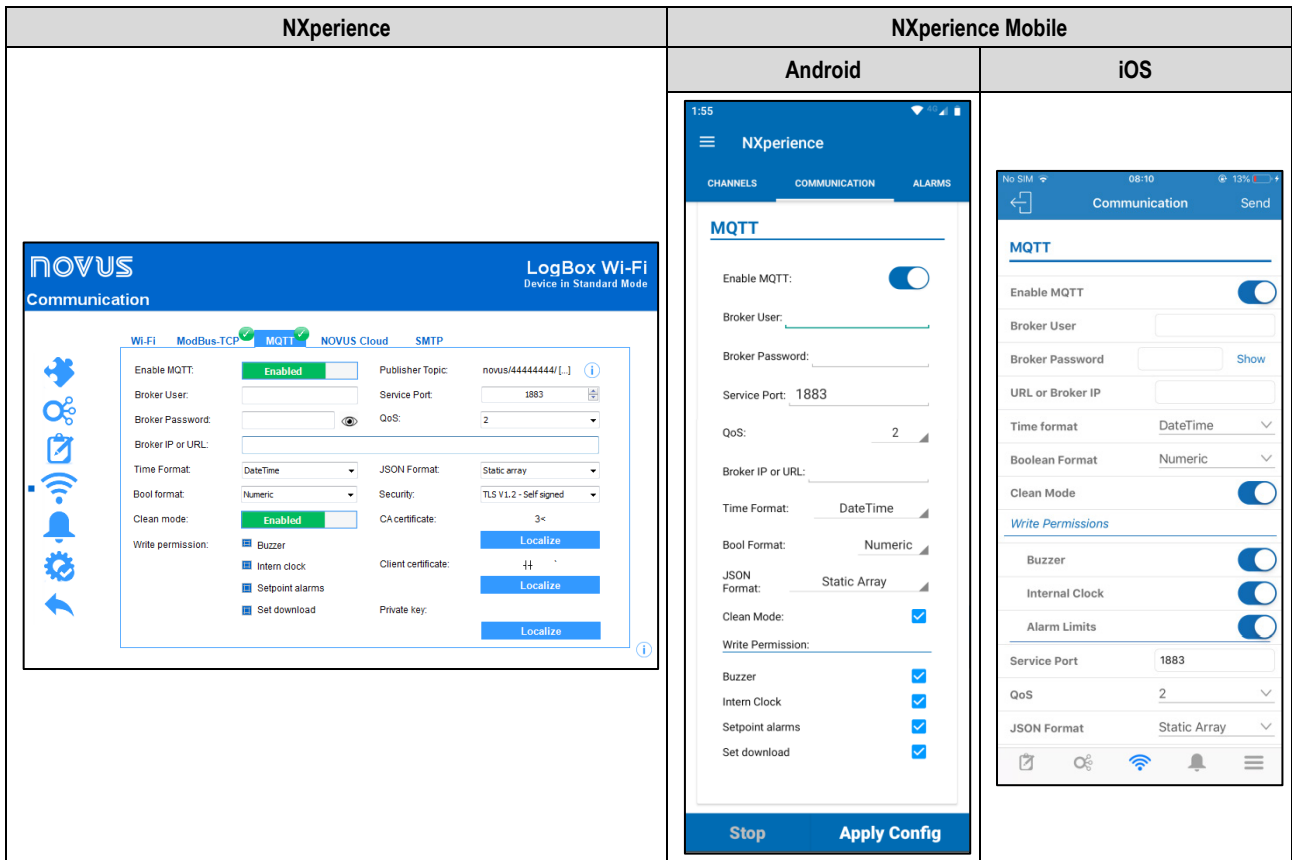 NXperience
NXperience Mobile
Android
iOS
novus
LogBox Wi-Fi
Device in Standard Mode
Communication
Wi-Fi ModBus-TCP MQTT NOVUS Cloud SMTP
Enable MQTT: Enabled Publisher Topic: novus/44444444/ [...] i
Broker User: Service Port: 1883
Broker Password: QoS: 2
Broker IP or URL:
Time Format: DateTime JSON Format: Static array
Bool format: Numeric Security: TLS V1.2 - Self signed
Clean mode: Enabled CA certificate: 3<
Write permission: Buzzer Localize
Intern clock Client certificate:
Setpoint alarms Localize
Set download Private key:
Localize
i
1:55 4G
NXperience
CHANNELS COMMUNICATION ALARMS
MQTT
Enable MQTT:
Broker User:
Broker Password:
Service Port: 1883
QoS: 2
Broker IP or URL:
Time Format: DateTime
Bool Format: Numeric
JSON
Format: Static Array
Clean Mode:
Write Permission:
Buzzer
Intern Clock
Setpoint alarms
Set download
Stop Apply Config
No SIM 08:10 13%
Communication Send
MQTT
Enable MQTT
Broker User
Broker Password Show
URL or Broker IP
Time format DateTime
Boolean Format Numeric
Clean Mode
Write Permissions
Buzzer
Internal Clock
Alarm Limits
Service Port 1883
QoS 2
JSON Format Static Array